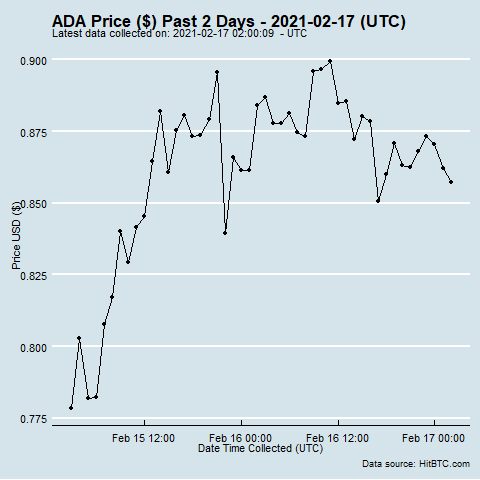 ADA Price ($) Past 2 Days - 2021-02-17 (UTC)
Latest data collected on: 2021-02-17 02:00:09 - UTC
0.900
0.875
0.850
0.825
0.800
0.775
Price USD ($)
Feb 15 12:00 Feb 16 00:00 Feb 16 12:00 Feb 17 00:00
Date Time Collected (UTC)
Data source: HitBTC.com